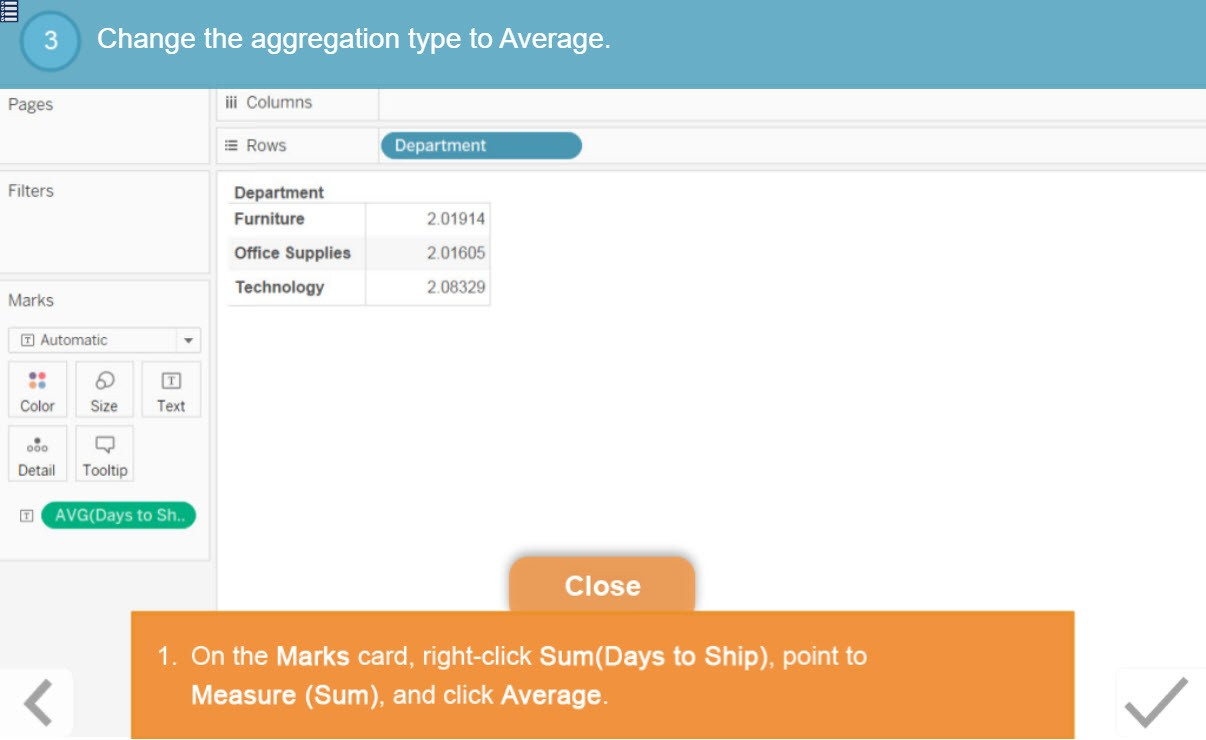 3 Change the aggregation type to Average.
Pages
iii Columns
Rows Department
Filters
Department
Furniture 2.01914
Office Supplies 2.01605
Technology 2.08329
Marks
T Automatic
Color Size T Text
Detail Tooltip
T AVG(Days to Sh..
Close
1. On the Marks card, right-click Sum(Days to Ship), point to
Measure (Sum), and click Average.